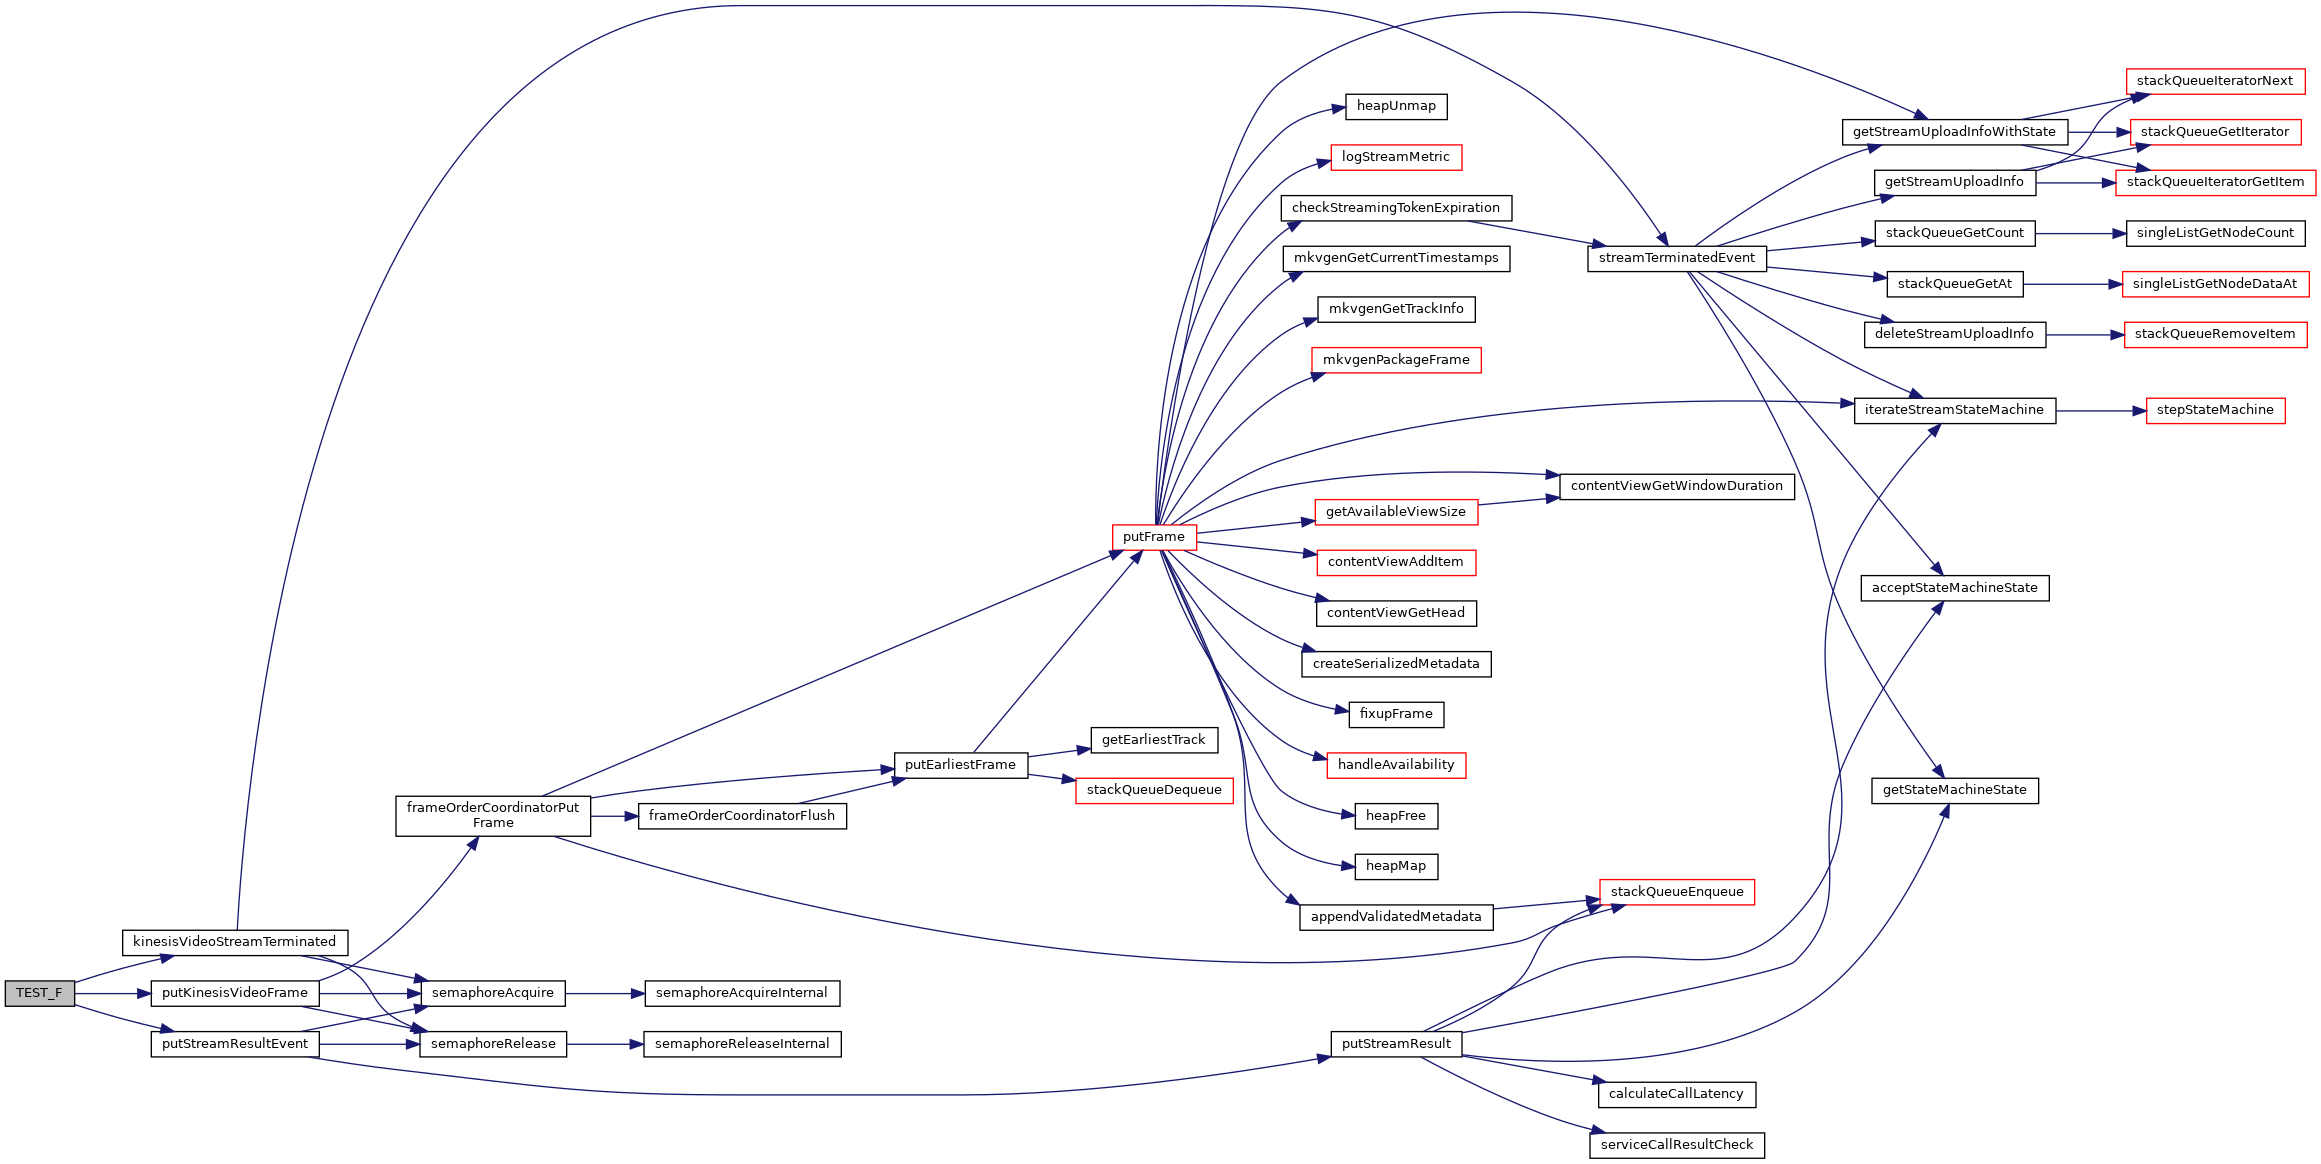 TEST_F
kinesisVideoStreamTerminated
putKinesisVideoFrame
putStreamResultEvent
frameOrderCoordinatorPut
Frame
semaphoreAcquire
semaphoreRelease
frameOrderCoordinatorFlush
semaphoreAcquireInternal
semaphoreReleaseInternal
putEarliestFrame
putFrame
getEarliestTrack
stackQueueDequeue
heapUnmap
logStreamMetric
checkStreamingTokenExpiration
mkvgenGetCurrentTimestamps
mkvgenGetTrackInfo
mkvgenPackageFrame
getAvailableViewSize
contentViewAddItem
contentViewGetHead
createSerializedMetadata
fixupFrame
handleAvailability
heapFree
heapMap
appendValidatedMetadata
putStreamResult
streamTerminatedEvent
contentViewGetWindowDuration
stackQueueEnqueue
calculateCallLatency
serviceCallResultCheck
getStreamUploadInfoWithState
getStreamUploadInfo
stackQueueGetCount
stackQueueGetAt
deleteStreamUploadInfo
iterateStreamStateMachine
acceptStateMachineState
getStateMachineState
stackQueueIteratorNext
stackQueueGetIterator
stackQueueIteratorGetItem
singleListGetNodeCount
singleListGetNodeDataAt
stackQueueRemoveItem
stepStateMachine